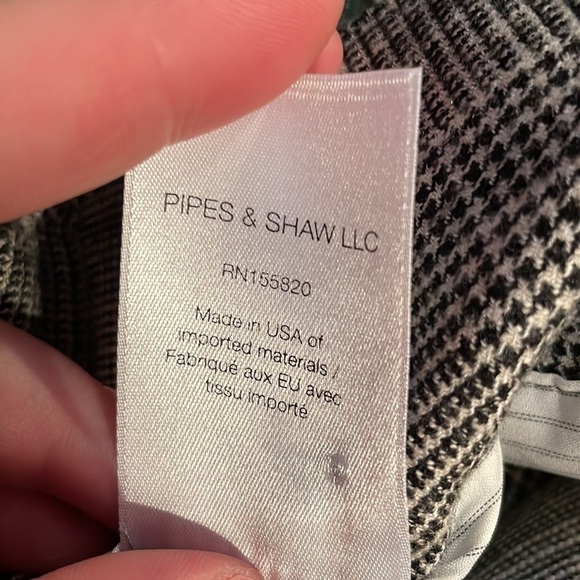 PIPES & SHAW LLC
RN155820
Made in USA of
imported materials /
Fabriqué aux EU avec
tissu importé